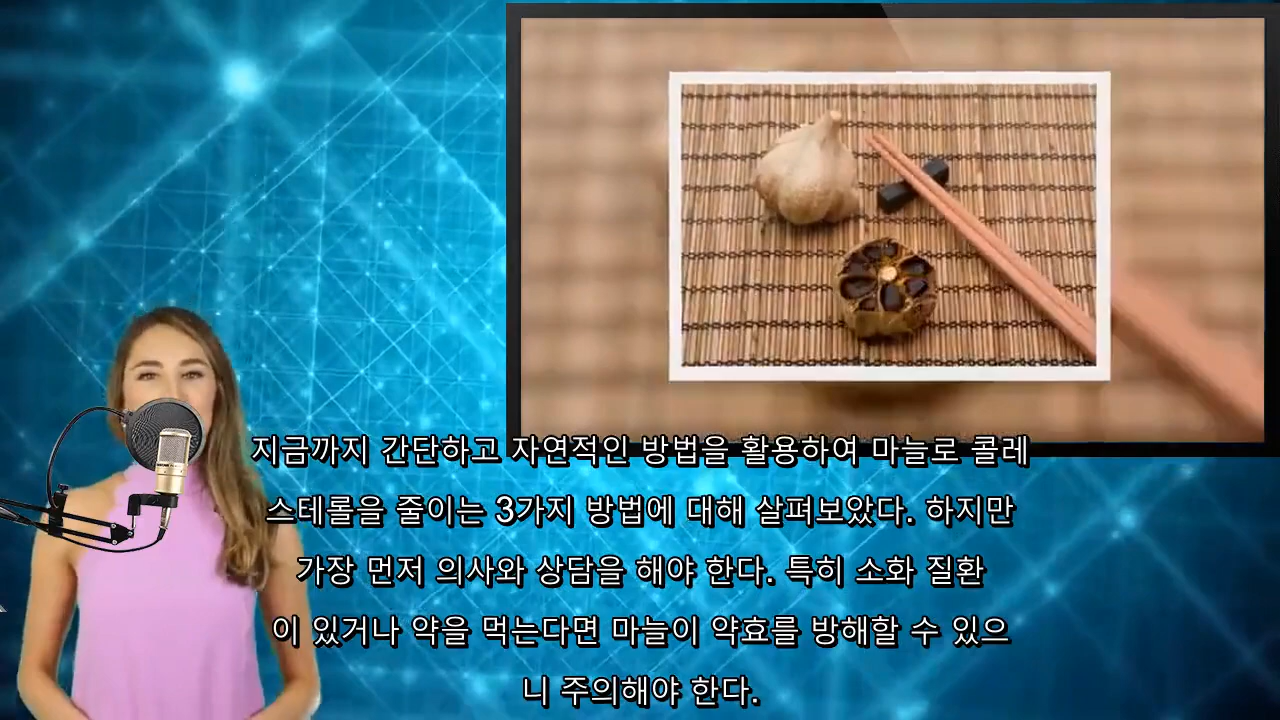 지금까지 간단하고 자연적인 방법을 활용하여 마늘로 콜레
스테롤을 줄이는 3가지 방법에 대해 살펴보았다. 하지만
가장 먼저 의사와 상담을 해야 한다. 특히 소화 질환
이 있거나 약을 먹는다면 마늘이 약효를 방해할 수 있으
니 주의해야 한다.